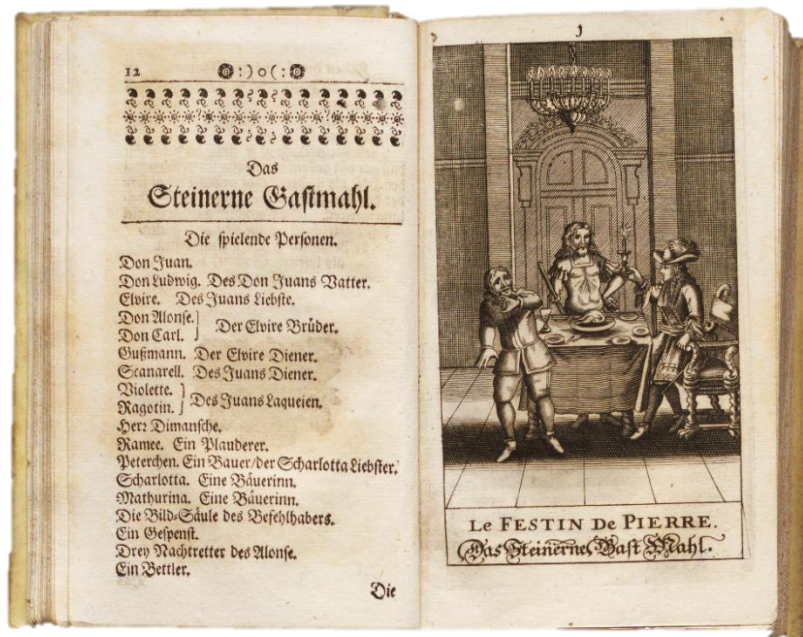 12 :)o(:
Das
Steinerne Gastmahl.
Die spielende Personen.
Don Juan.
Don Ludwig. Des Don Juans Vatter.
Elvire. Des Juans Liebste.
Don Alonse. ]
Don Carl. ] Der Elvire Brüder.
Gußmann. Der Elvire Diener.
Scanarell. Des Juans Diener.
Violette. ]
Ragotin. ] Des Juans Laqueien.
Herr Dimansche.
Ramee. Ein Plauderer.
Peterchen. Ein Bauer/der Scharlotta Liebster.
Scharlotta. Eine Bäuerinn.
Mathurina. Eine Bäuerinn.
Die Bild-Säule des Befehlhabers.
Ein Gespenst.
Drey Nachtretter des Alonse.
Ein Bettler.
Die
1
Le FESTIN De PIERRE.
Das Steinerne Gast Mahl.